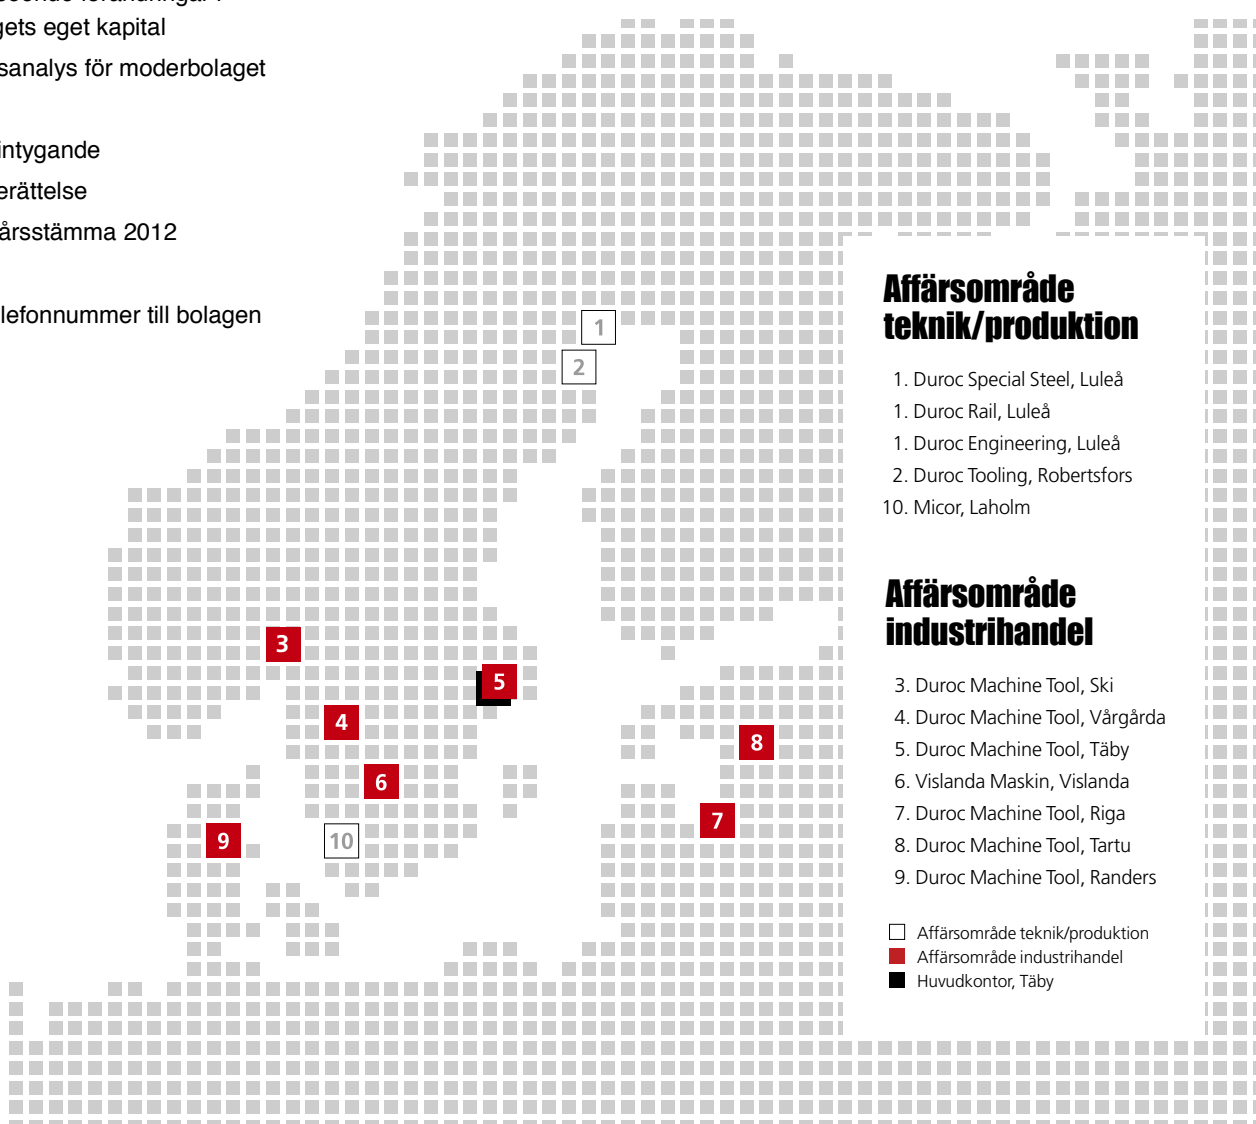 gets eget kapital
sanalys för moderbolaget
intygande
erättelse
årsstämma 2012
lefonnummer till bolagen
1
2
3
5
4
8
6
7
9
10
Affärsområde
teknik/produktion
1. Duroc Special Steel, Luleå
1. Duroc Rail, Luleå
1. Duroc Engineering, Luleå
2. Duroc Tooling, Robertsfors
10. Micor, Laholm
Affärsområde
industrihandel
3. Duroc Machine Tool, Ski
4. Duroc Machine Tool, Vårgårda
5. Duroc Machine Tool, Täby
6. Vislanda Maskin, Vislanda
7. Duroc Machine Tool, Riga
8. Duroc Machine Tool, Tartu
9. Duroc Machine Tool, Randers
Affärsområde teknik/produktion
Affärsområde industrihandel
Huvudkontor, Täby